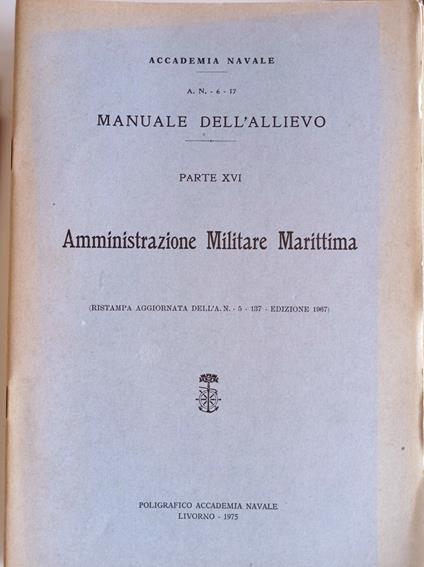 ACCADEMIA NAVALE
A. N. - 6 - 17
MANUALE DELL'ALLIEVO
PARTE XVI
Amministrazione Militare Marittima
(RISTAMPA AGGIORNATA DELL'A. N. - 5 - 137 - EDIZIONE 1967)
POLIGRAFICO ACCADEMIA NAVALE
LIVORNO - 1975